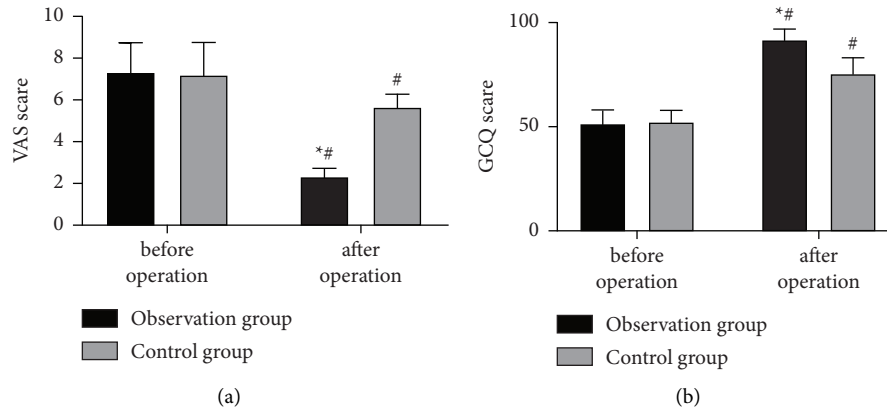 VAS scare
10
8
6
4
2
0
*#
#
before
operation
after
operation
Observation group
Control group
(a)
GCQ scare
100
50
0
*#
#
before
operation
after
operation
Observation group
Control group
(b)